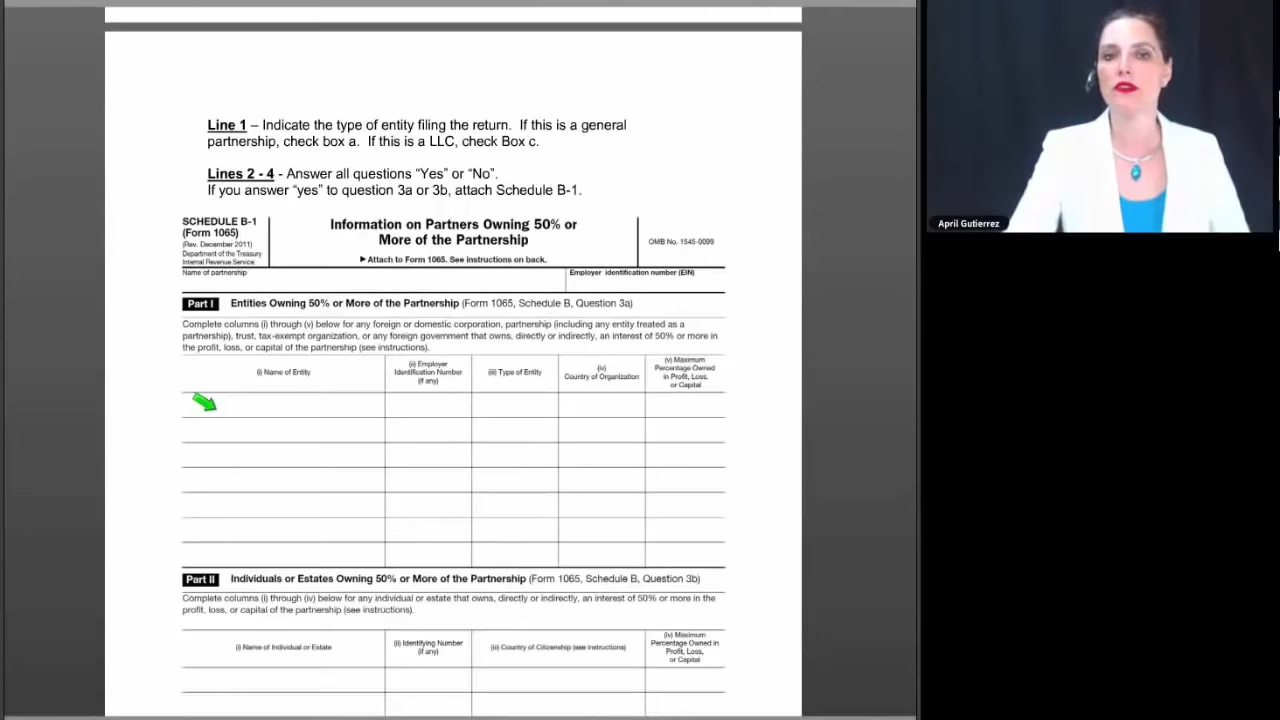 Line 1 – Indicate the type of entity filing the return. If this is a general
partnership, check box a. If this is a LLC, check Box c.
Lines 2 - 4 - Answer all questions “Yes” or “No”.
If you answer “yes” to question 3a or 3b, attach Schedule B-1.
SCHEDULE B-1
(Form 1065)
(Rev. December 2011)
Department of the Treasury
Internal Revenue Service
Information on Partners Owning 50% or
More of the Partnership
▶ Attach to Form 1065. See instructions on back.
OMB No. 1545-0099
Name of partnership
Employer identification number (EIN)
Part I Entities Owning 50% or More of the Partnership (Form 1065, Schedule B, Question 3a)
Complete columns (i) through (v) below for any foreign or domestic corporation, partnership (including any entity treated as a
partnership), trust, tax-exempt organization, or any foreign government that owns, directly or indirectly, an interest of 50% or more in
the profit, loss, or capital of the partnership (see instructions).
(i) Name of Entity
(ii) Employer
Identification Number
(if any)
(iii) Type of Entity
(iv)
Country of Organization
(v) Maximum
Percentage Owned
in Profit, Loss,
or Capital
Part II Individuals or Estates Owning 50% or More of the Partnership (Form 1065, Schedule B, Question 3b)
Complete columns (i) through (iv) below for any individual or estate that owns, directly or indirectly, an interest of 50% or more in the
profit, loss, or capital of the partnership (see instructions).
(i) Name of Individual or Estate
(ii) Identifying Number
(if any)
(iii) Country of Citizenship (see instructions)
(iv) Maximum
Percentage Owned in
Profit, Loss,
or Capital
April Gutierrez